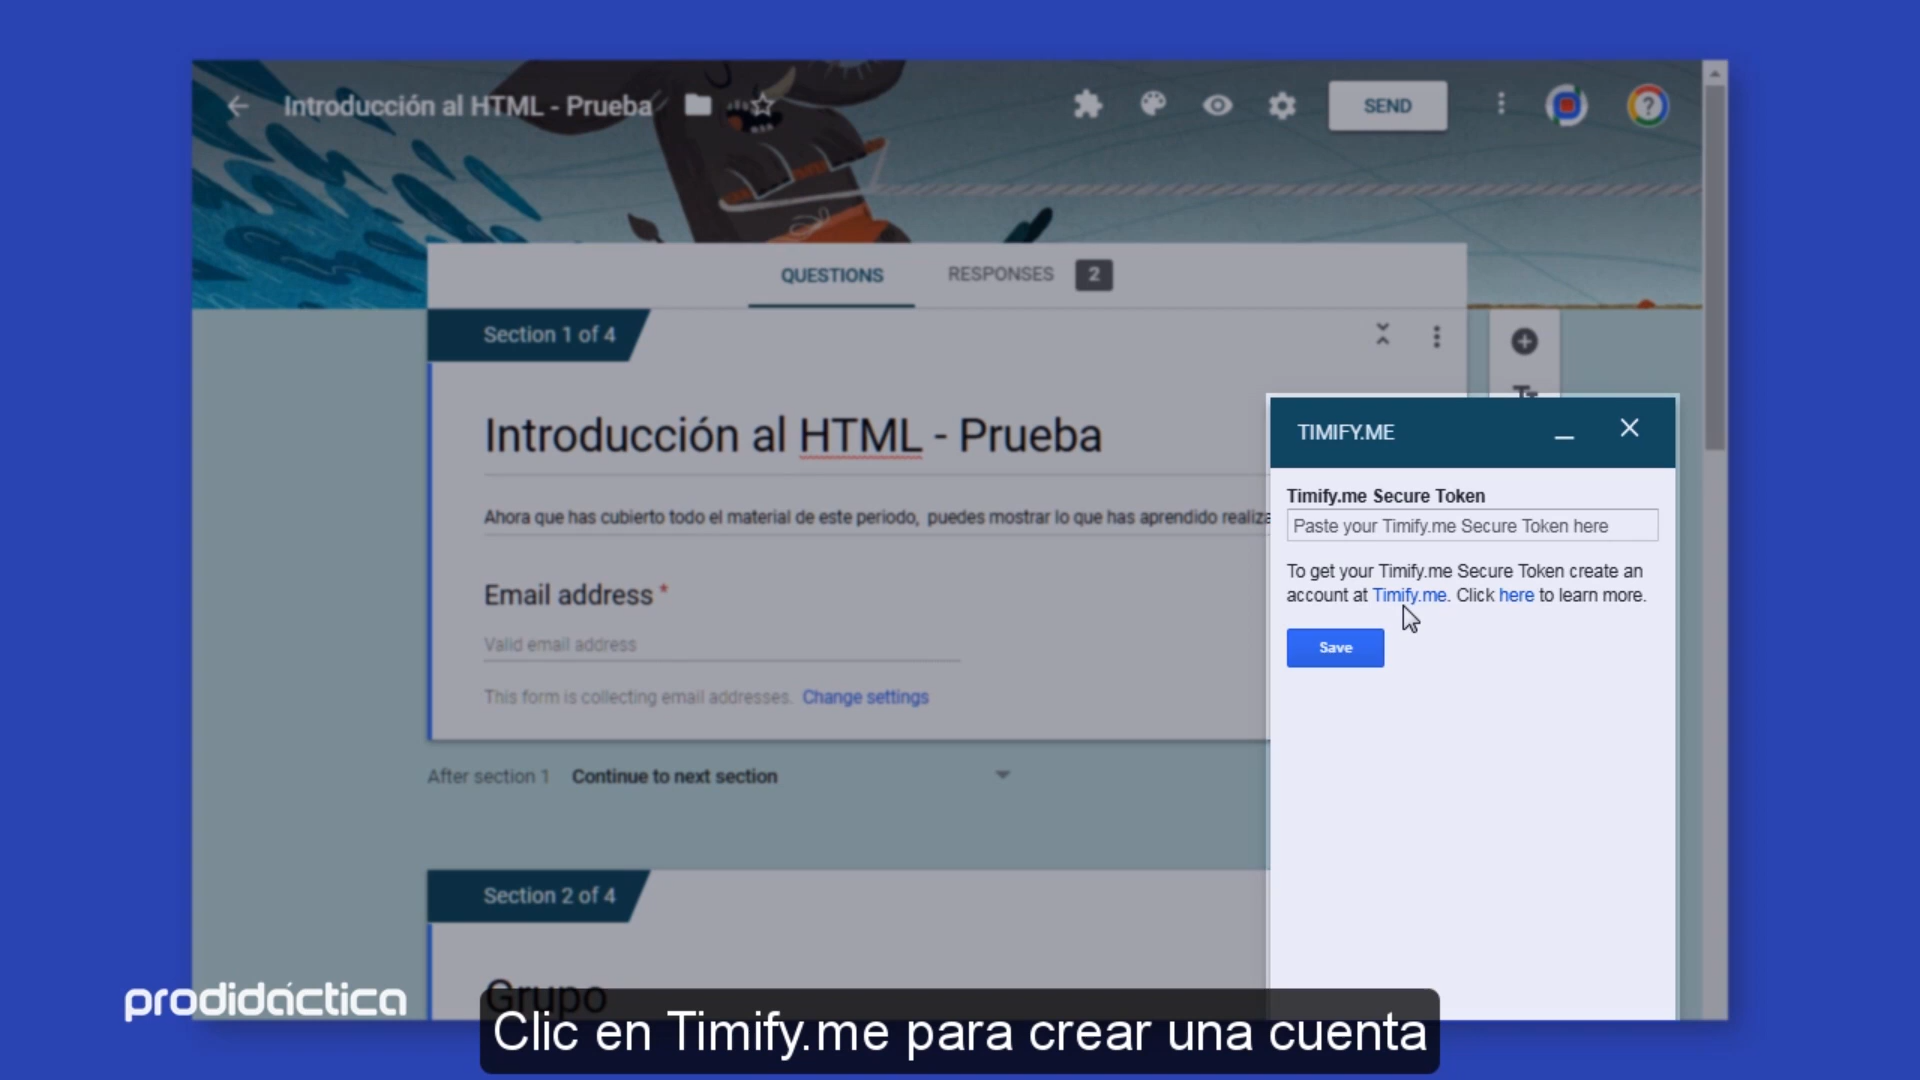 Introducción al HTML - Prueba
SEND
QUESTIONS
RESPONSES 2
Section 1 of 4
Introducción al HTML - Prueba
Ahora que has cubierto todo el material de este periodo, puedes mostrar lo que has aprendido realiza
Email address *
Valid email address
This form is collecting email addresses. Change settings
After section 1 Continue to next section
Section 2 of 4
Grupo
TIMIFY.ME
Timify.me Secure Token
Paste your Timify.me Secure Token here
To get your Timify.me Secure Token create an
account at Timify.me. Click here to learn more.
Save
prodidáctica
Clic en Timify.me para crear una cuenta